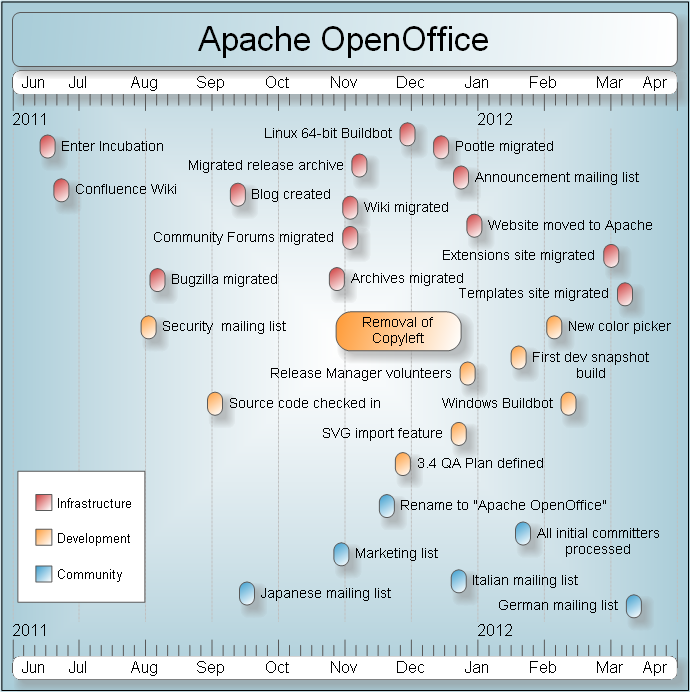 Apache OpenOffice
Jun Jul Aug Sep Oct Nov Dec Jan Feb Mar Apr
2011 2012
Linux 64-bit Buildbot
Enter Incubation
Pootle migrated
Migrated release archive
Announcement mailing list
Confluence Wiki
Blog created
Wiki migrated
Website moved to Apache
Community Forums migrated
Extensions site migrated
Bugzilla migrated
Archives migrated
Templates site migrated
Removal of
Copyleft
Security mailing list
New color picker
First dev snapshot
build
Release Manager volunteers
Source code checked in
Windows Buildbot
SVG import feature
3.4 QA Plan defined
Infrastructure
Development
Community
Rename to "Apache OpenOffice"
All initial committers
processed
Marketing list
Italian mailing list
Japanese mailing list
German mailing list
2011 2012
Jun Jul Aug Sep Oct Nov Dec Jan Feb Mar Apr